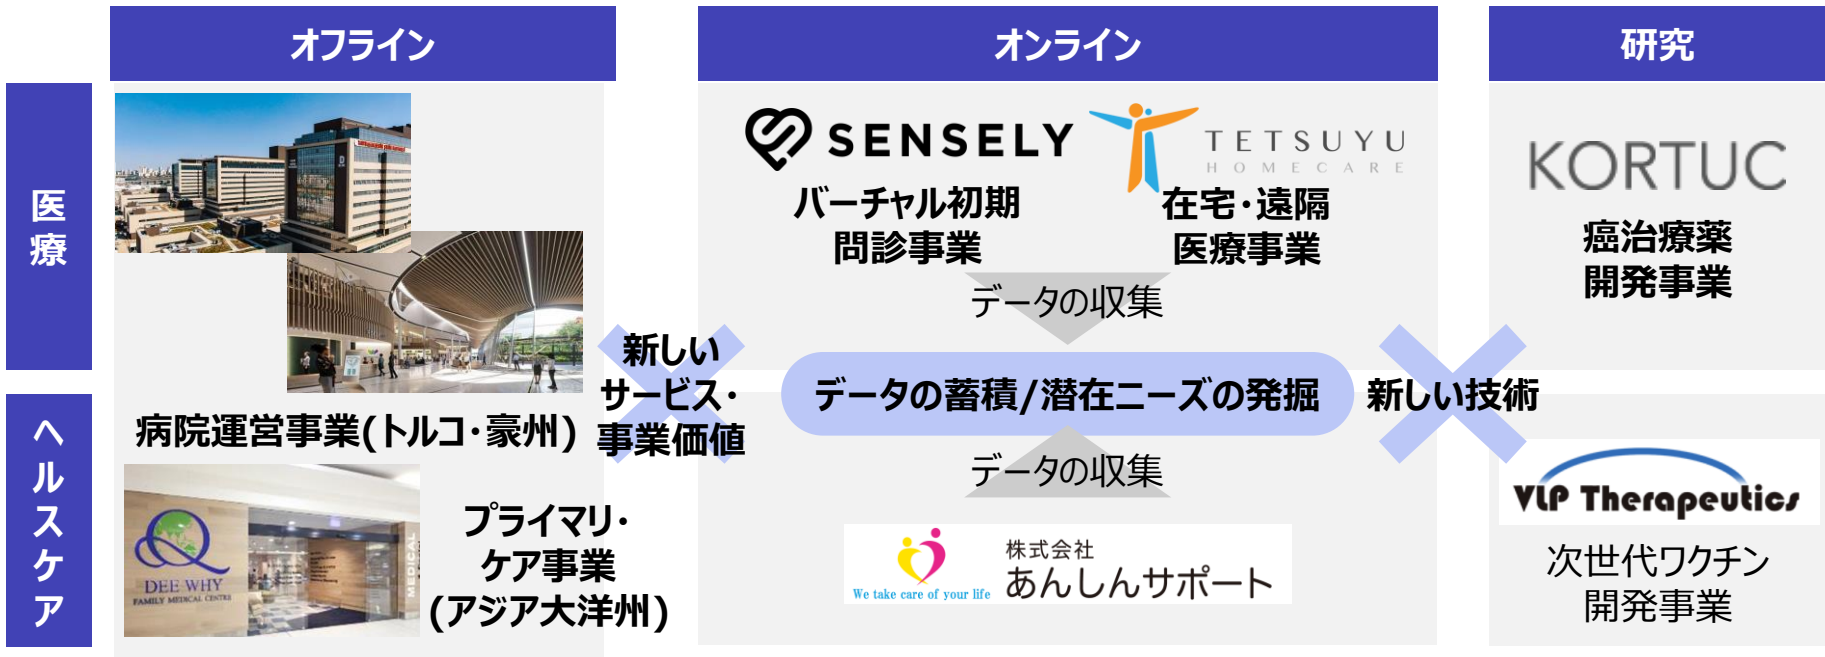 オフライン
オンライン
研究
医療
ヘルスケア
病院運営事業(トルコ・豪州)
DEE WHY
FAMILY MEDICAL CENTRE
MEDICAL
プライマリ・
ケア事業
(アジア大洋州)
新しい
サービス・
事業価値
SENSELY
バーチャル初期
問診事業
TETSUYU
HOMECARE
在宅・遠隔
医療事業
データの収集
データの蓄積/潜在ニーズの発掘
データの収集
We take care of your life
株式会社
あんしんサポート
新しい技術
KORTUC
癌治療薬
開発事業
VLP Therapeutics
次世代ワクチン
開発事業